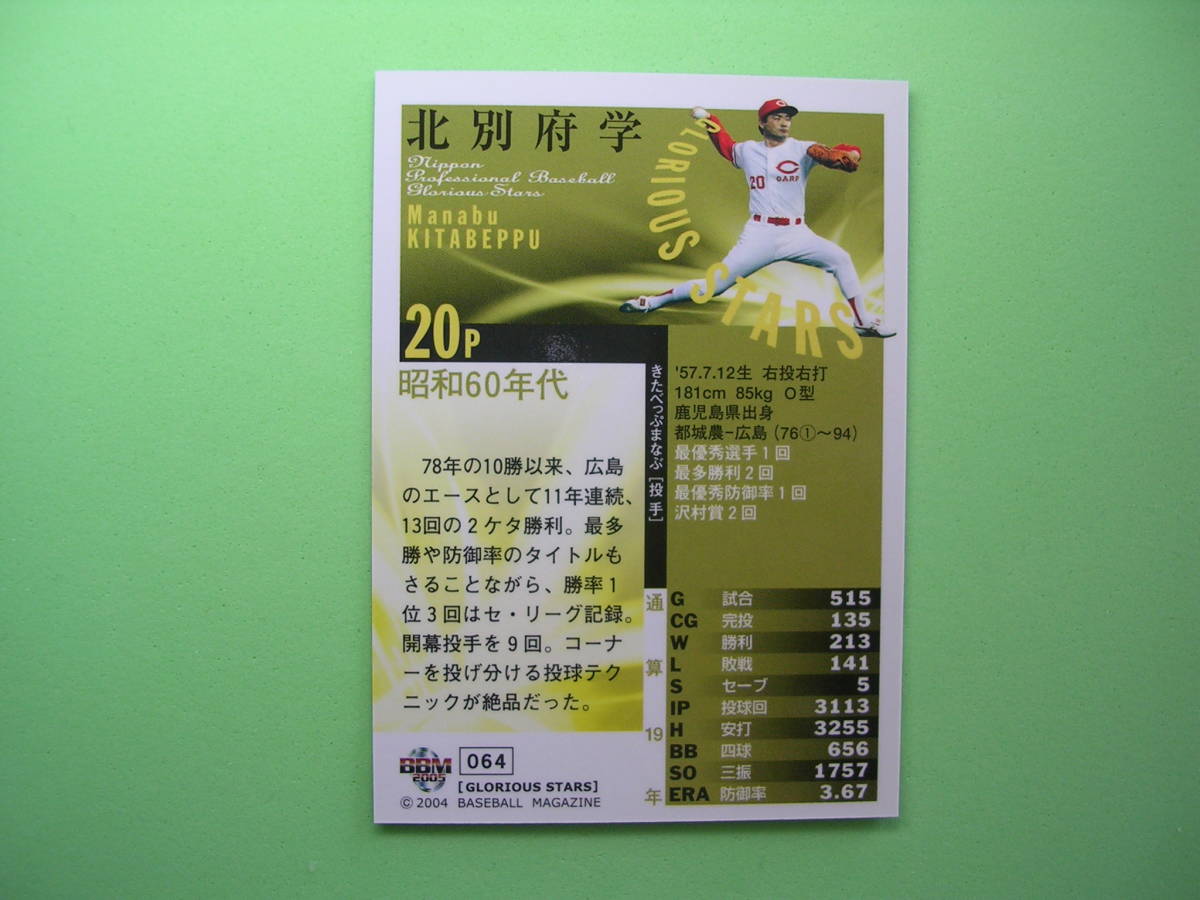 北別府学
Nippon
Professional Baseball
Glorious Stars
Manabu
KITABEPPU
GLORIOUS STARS
C
20
CARP
20P
昭和60年代
78年の10勝以来、広島
のエースとして11年連続、
13回の2ケタ勝利。最多
勝や防御率のタイトルも
さることながら、勝率1
位3回はセ・リーグ記録。
開幕投手を9回。コーナ
ーを投げ分ける投球テク
ニックが絶品だった。
きたべっぷまなぶ［投手］
'57.7.12生 右投右打
181cm 85kg O型
鹿児島県出身
都城農−広島（76①〜94）
最優秀選手1回
最多勝利2回
最優秀防御率1回
沢村賞2回
通算19年
G 試合 515
CG 完投 135
W 勝利 213
L 敗戦 141
S セーブ 5
IP 投球回 3113
H 安打 3255
BB 四球 656
SO 三振 1757
ERA 防御率 3.67
BBM
2005
064
[GLORIOUS STARS]
© 2004 BASEBALL MAGAZINE